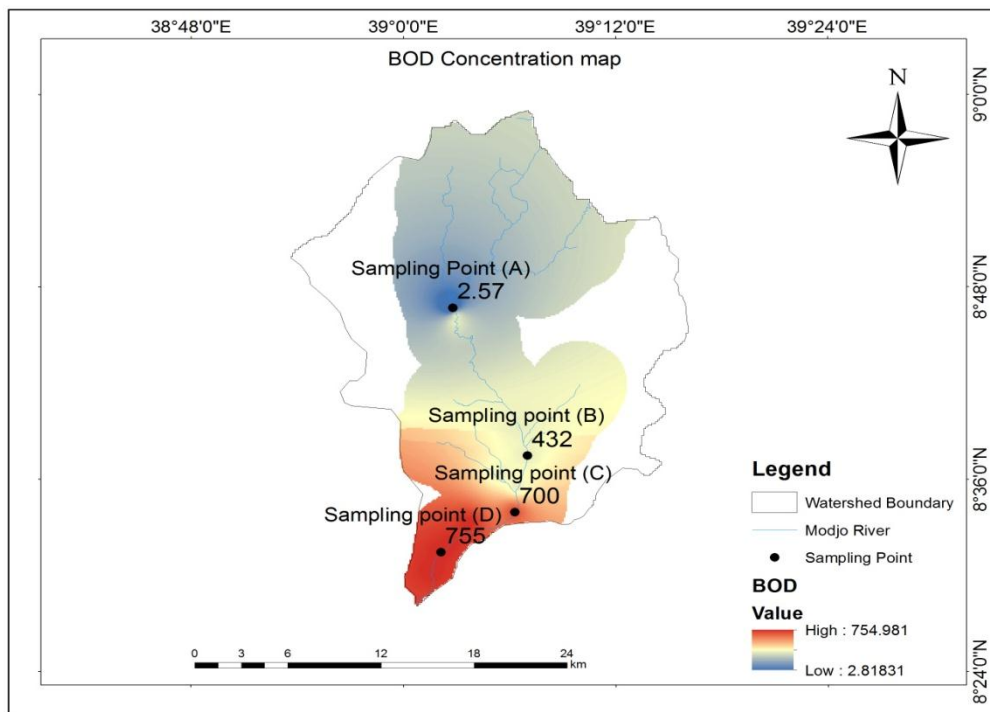 38°48'0"E 39°0'0"E 39°12'0"E 39°24'0"E
BOD Concentration map
N
9°0'0"N
Sampling Point (A)
2.57
8°48'0"N
Sampling point (B)
432
Sampling point (C)
700
8°36'0"N
Sampling point (D)
755
Legend
Watershed Boundary
Modjo River
Sampling Point
BOD
Value
High : 754.981
Low : 2.81831
0 3 6 12 18 24
km
8°24'0"N